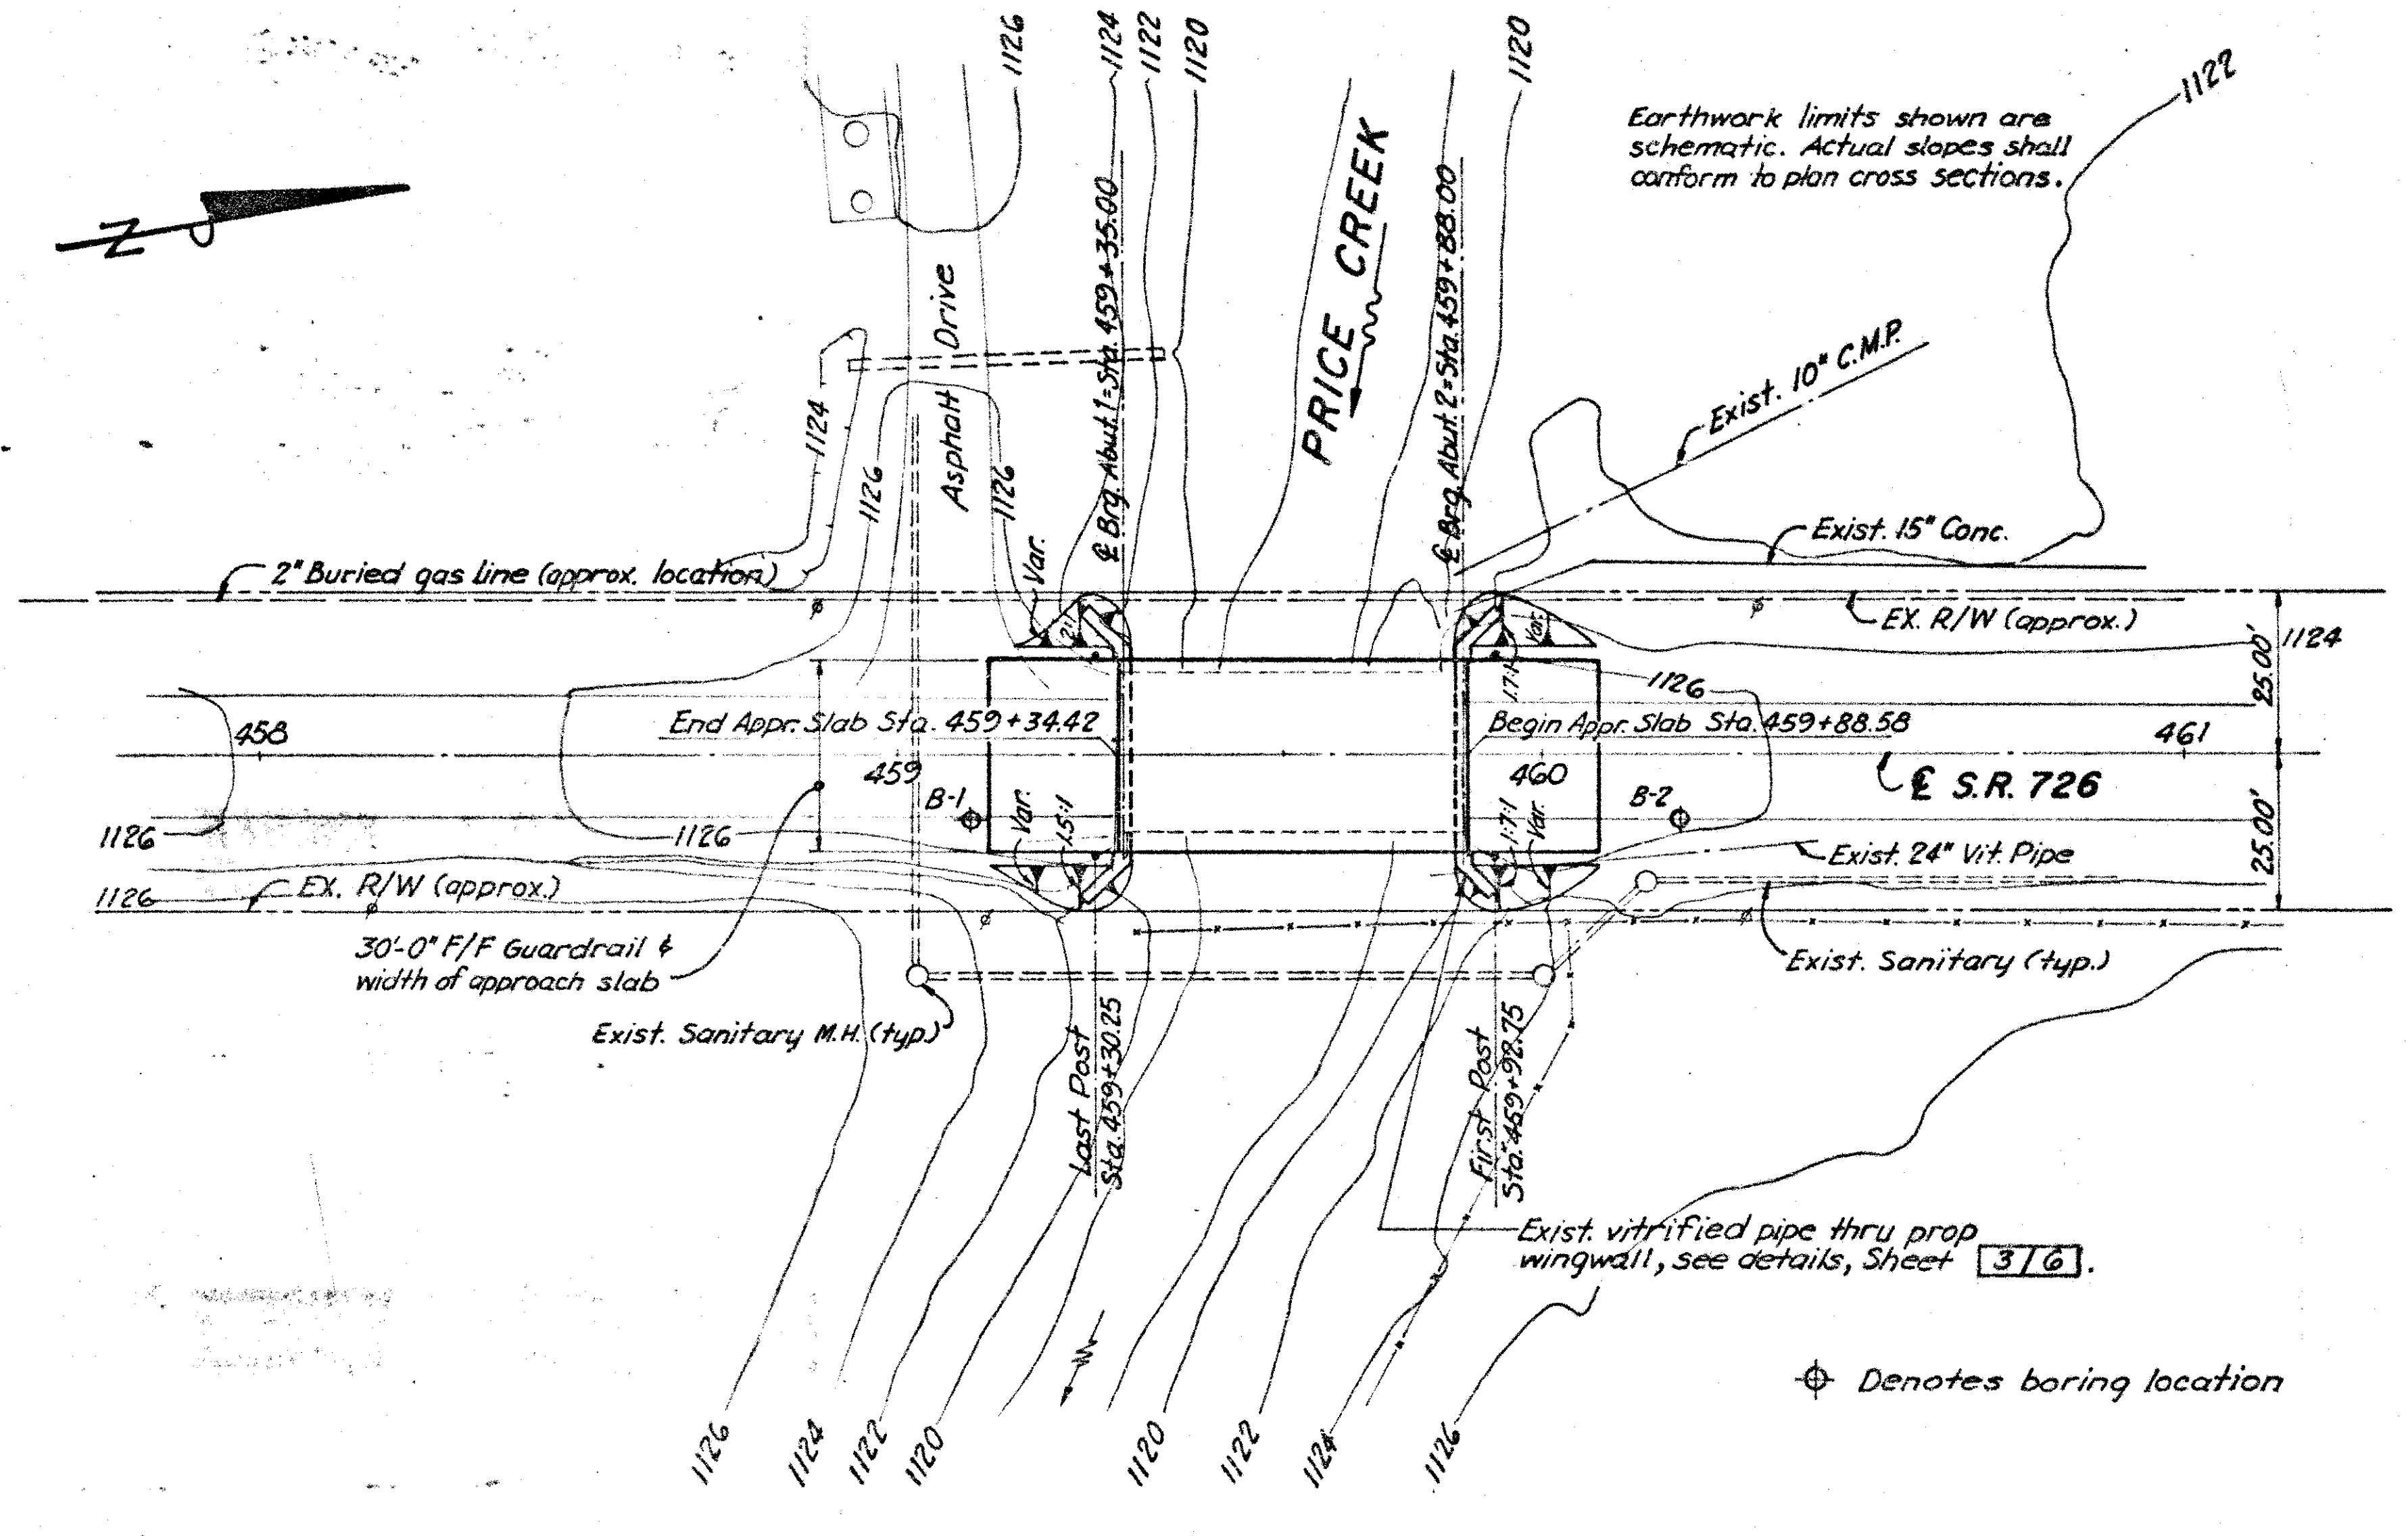 1126
1124
1122
1120
1120
1122
Earthwork limits shown are
schematic. Actual slopes shall
conform to plan cross sections.
N
PRICE CREEK
Asphalt Drive
℄ Brg. Abut. 1=Sta. 459+35.00
℄ Brg. Abut. 2=Sta. 459+88.00
Exist. 10" C.M.P.
1124
1126
1126
Var.
Exist. 15" Conc.
2" Buried gas line (approx. location)
EX. R/W (approx.)
1124
25.00'
2:1
Var.
1.7:1
1126
End Appr. Slab Sta. 459+34.42
Begin Appr. Slab Sta. 459+88.58
458
459
460
461
℄ S.R. 726
B-1
B-2
Var.
1.5:1
1.7:1
Var.
25.00'
1126
1126
Exist. 24" Vit. Pipe
1126
EX. R/W (approx.)
30'-0" F/F Guardrail &
width of approach slab
Exist. Sanitary (typ.)
Exist. Sanitary M.H. (typ.)
Last Post
Sta. 459+30.25
First Post
Sta. 459+92.75
Exist. vitrified pipe thru prop
wingwall, see details, Sheet 3/6.
Denotes boring location
1126
1124
1122
1120
1120
1122
1124
1126